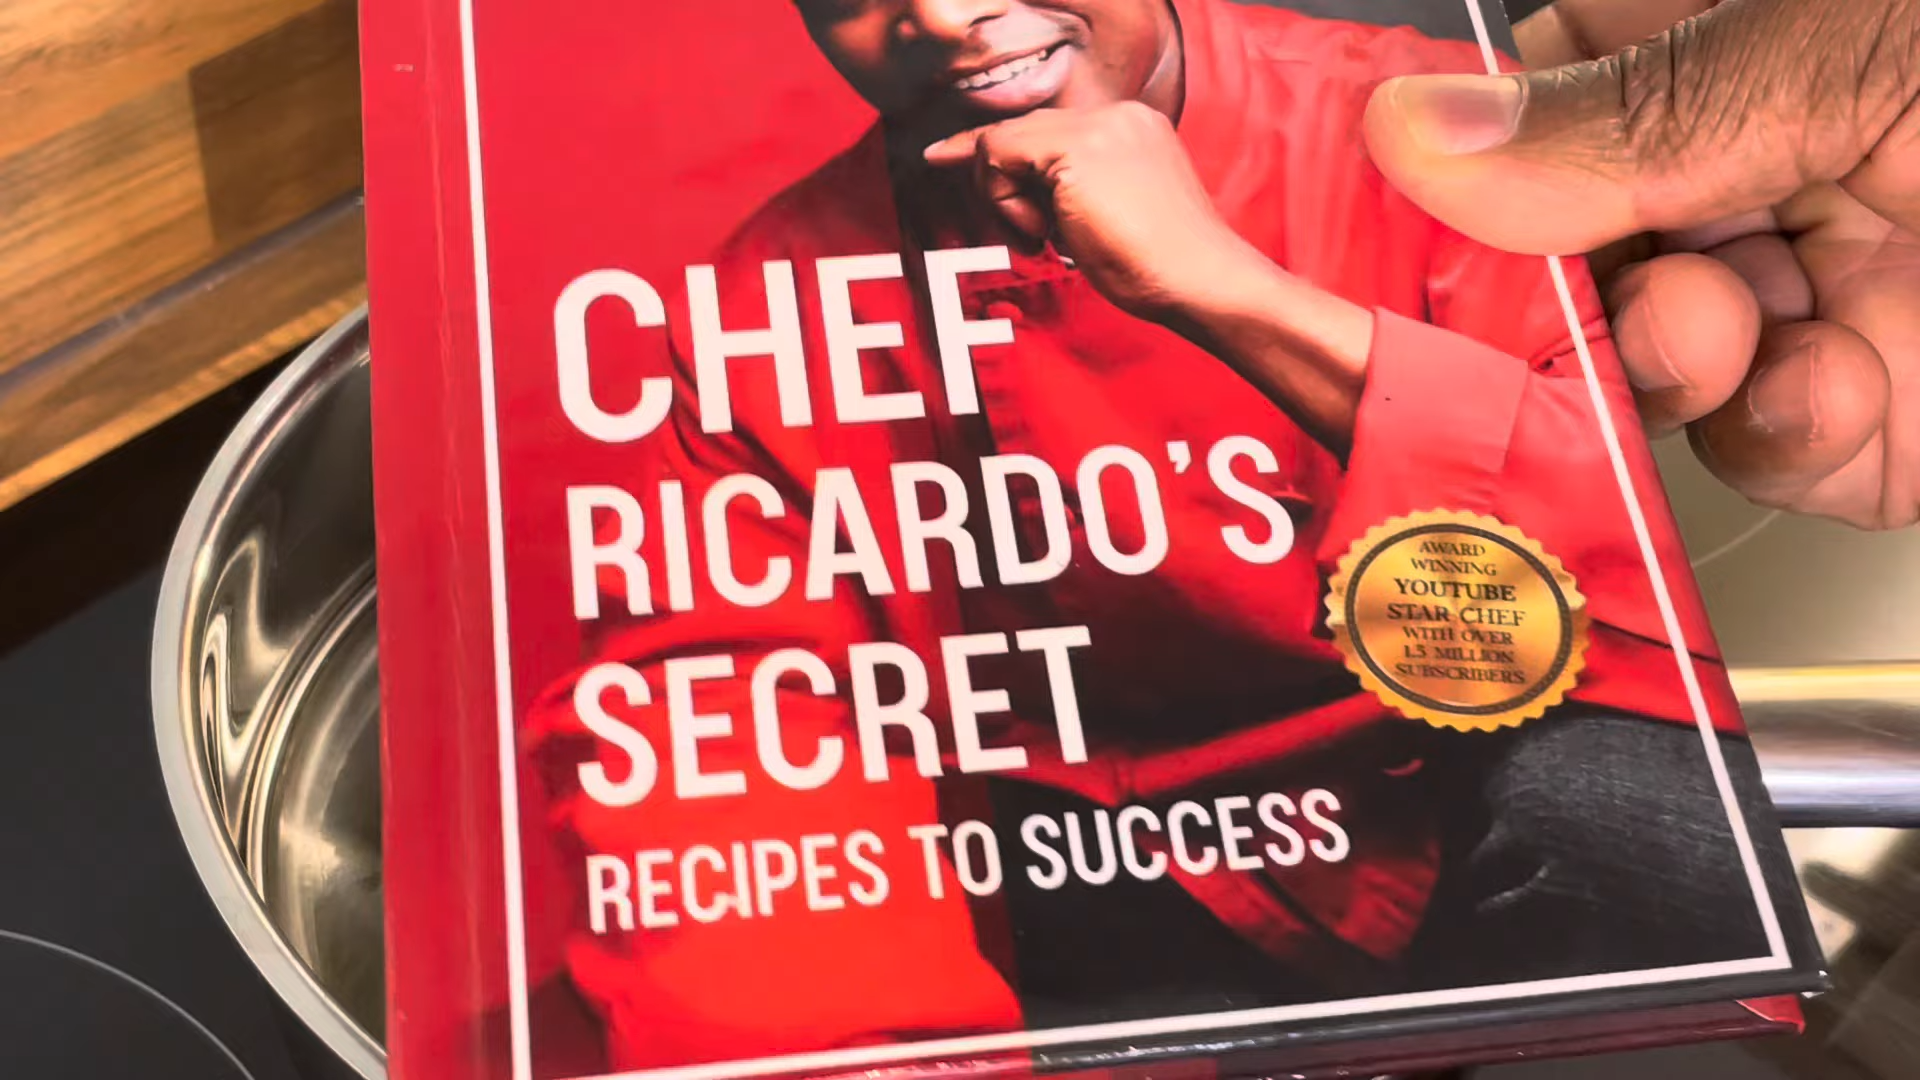 CHEF
RICARDO'S
SECRET
RECIPES TO SUCCESS
AWARD
WINNING
YOUTUBE
STAR CHEF
WITH OVER
1.5 MILLION
SUBSCRIBERS